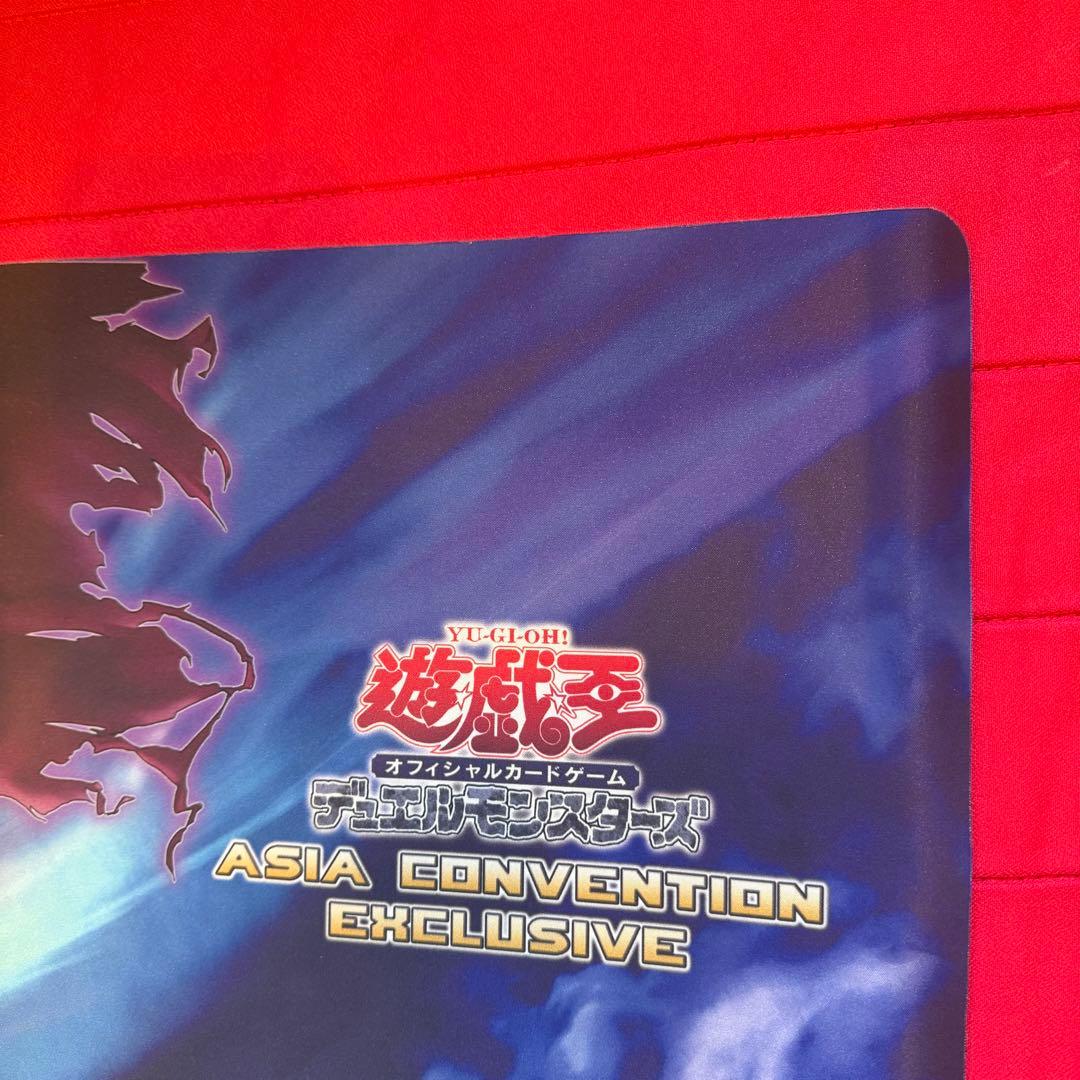 YU-GI-OH!
遊戯王
オフィシャルカードゲーム
デュエルモンスターズ
ASIA CONVENTION
EXCLUSIVE